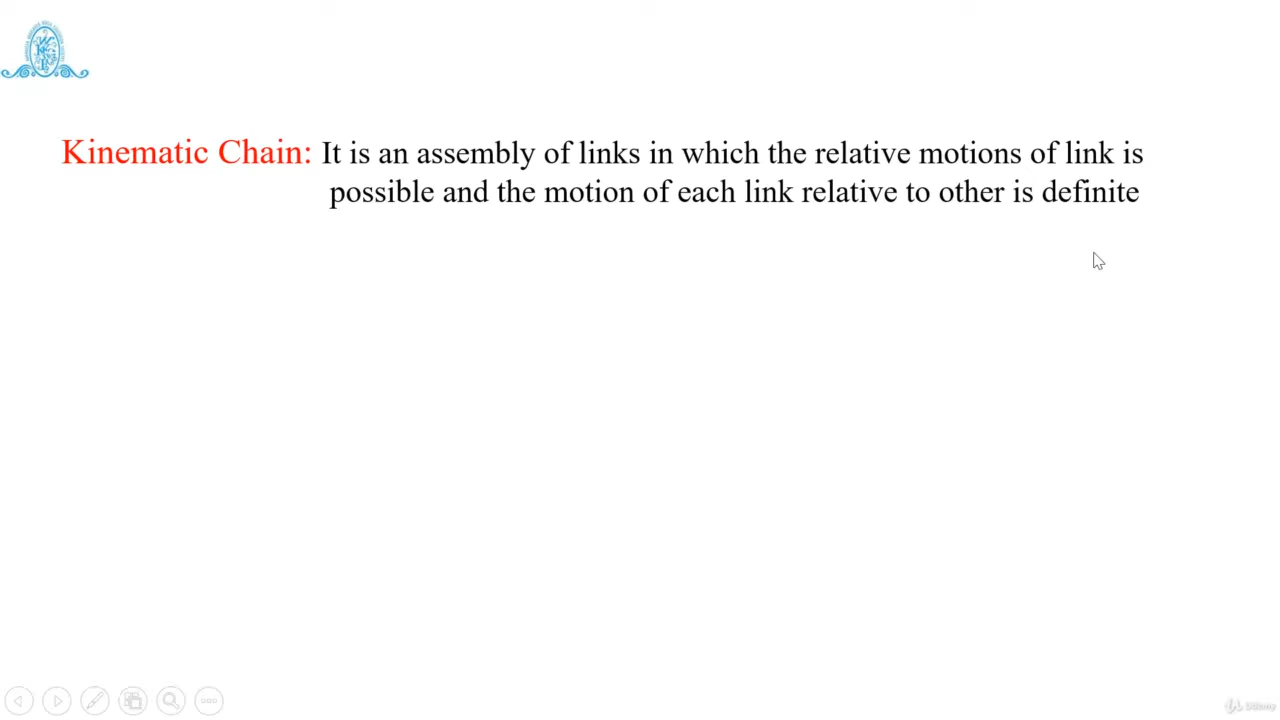 Kinematic Chain: It is an assembly of links in which the relative motions of link is
possible and the motion of each link relative to other is definite
Udemy